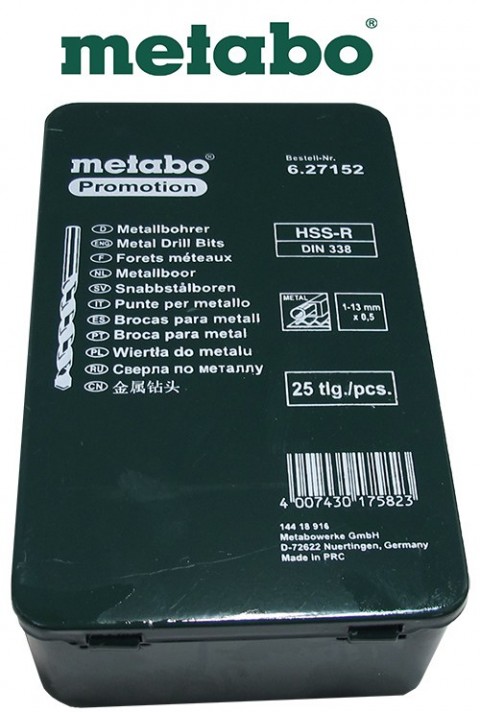 metabo®
metabo®
Promotion
Bestell-Nr.
6.27152
D Metallbohrer
ENG Metal Drill Bits
F Forets méteaux
NL Metallboor
SV Snabbstålboren
IT Punte per metallo
ES Brocas para metall
PT Broca para metal
PL Wiertła do metalu
RU Сверла по металлу
CN 金属钻头
HSS-R
DIN 338
METAL
1-13 mm
x 0,5
25 tlg./pcs.
4 007430 175823
144 18 916
Metabowerke GmbH
D-72622 Nuertingen, Germany
Made in PRC